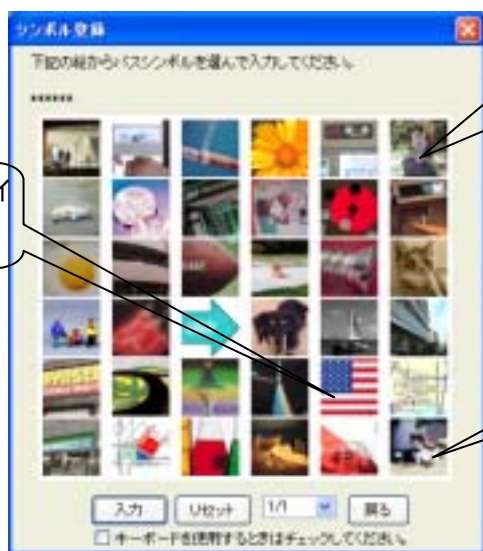 シンボル登録
下記の絵からパスシンボルを選んで入力してください。
******
イ
入力 リセット 1/1 戻る
キーボードを使用するときはチェックしてください。